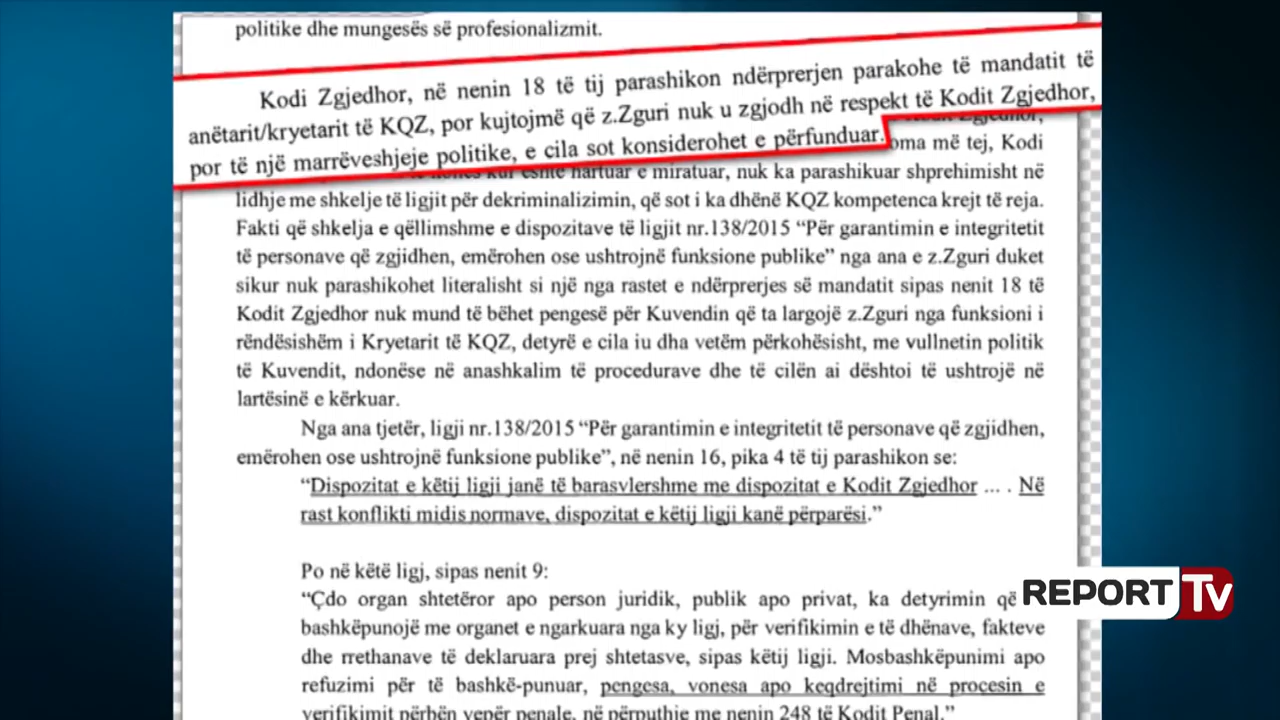 politike dhe mungesës së profesionalizmit.
Kodi Zgjedhor, në nenin 18 të tij parashikon ndërprerjen parakohe të mandatit të
anëtarit/kryetarit të KQZ, por kujtojmë që z.Zguri nuk u zgjodh në respekt të Kodit Zgjedhor,
por të një marrëveshjeje politike, e cila sot konsiderohet e përfunduar.
më tej, Kodi
nuk ka parashikuar shprehimisht në
lidhje me shkelje të ligjit për dekriminalizimin, që sot i ka dhënë KQZ kompetenca krejt të reja.
Fakti që shkelja e qëllimshme e dispozitave të ligjit nr.138/2015 “Për garantimin e integritetit
të personave që zgjidhen, emërohen ose ushtrojnë funksione publike” nga ana e z.Zguri duket
sikur nuk parashikohet literalisht si një nga rastet e ndërprerjes së mandatit sipas nenit 18 të
Kodit Zgjedhor nuk mund të bëhet pengesë për Kuvendin që ta largojë z.Zguri nga funksioni i
rëndësishëm i Kryetarit të KQZ, detyrë e cila iu dha vetëm përkohësisht, me vullnetin politik
të Kuvendit, ndonëse në anashkalim të procedurave dhe të cilën ai dështoi të ushtrojë në
lartësinë e kërkuar.
Nga ana tjetër, ligji nr.138/2015 “Për garantimin e integritetit të personave që zgjidhen,
emërohen ose ushtrojnë funksione publike”, në nenin 16, pika 4 të tij parashikon se:
“Dispozitat e këtij ligji janë të barasvlershme me dispozitat e Kodit Zgjedhor ... . Në
rast konflikti midis normave, dispozitat e këtij ligji kanë përparësi.”
Po në këtë ligj, sipas nenit 9:
“Çdo organ shtetëror apo person juridik, publik apo privat, ka detyrimin që
bashkëpunojë me organet e ngarkuara nga ky ligj, për verifikimin e të dhënave, fakteve
dhe rrethanave të deklaruara prej shtetasve, sipas këtij ligji. Mosbashkëpunimi apo
refuzimi për të bashkë-punuar, pengesa, vonesa apo keqdrejtimi në procesin e
verifikimit përbën vepër penale, në përputhje me nenin 248 të Kodit Penal.”
REPORT Tv